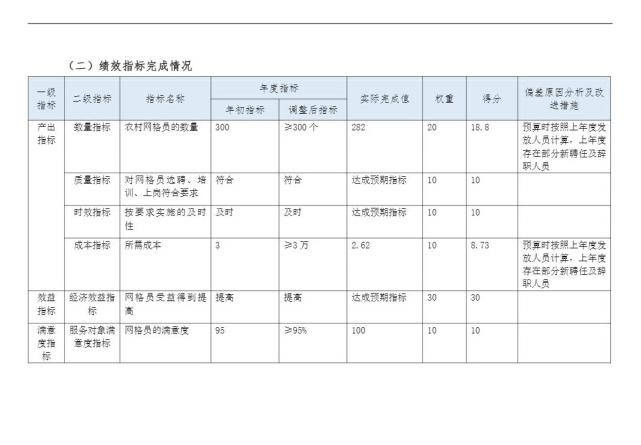 （二）绩效指标完成情况
一级指标 二级指标 指标名称 年度指标 实际完成值 权重 得分 偏差原因分析及改进措施
年初指标 调整后指标
产出指标 数量指标 农村网格员的数量 300 ≥300个 282 20 18.8 预算时按照上年度发放人员计算，上年度存在部分新聘任及辞职人员
质量指标 对网格员选聘、培训、上岗符合要求 符合 符合 达成预期指标 10 10
时效指标 按要求实施的及时性 及时 及时 达成预期指标 10 10
成本指标 所需成本 3 ≥3万 2.62 10 8.73 预算时按照上年度发放人员计算，上年度存在部分新聘任及辞职人员
效益指标 经济效益指标 网格员受益得到提高 提高 提高 达成预期指标 30 30
满意度指标 服务对象满意度指标 网格员的满意度 95 ≥95% 100 10 10